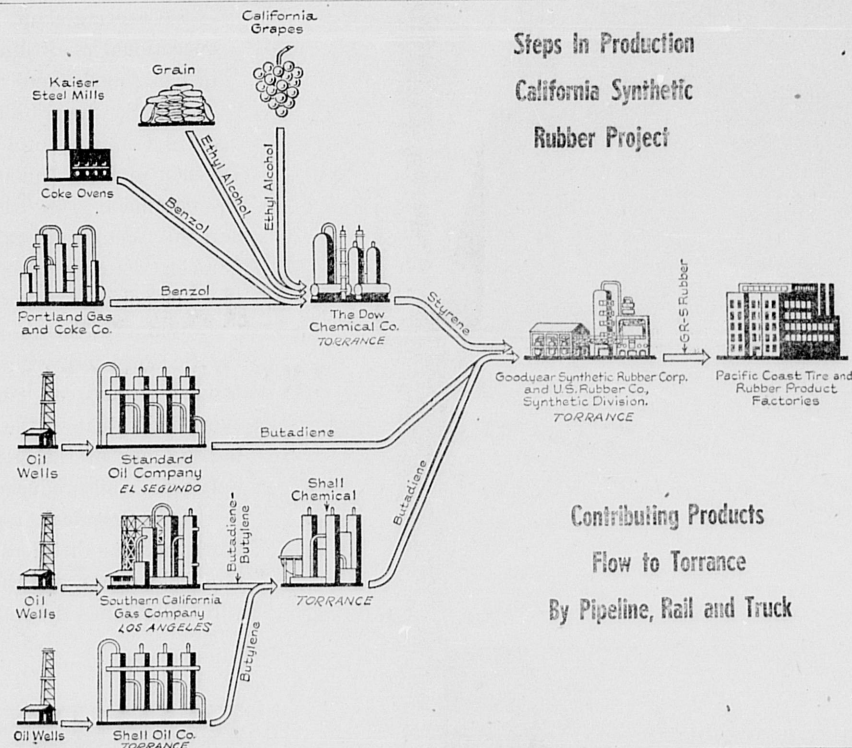 California
Grapes
Steps In Production
California Synthetic
Rubber Project
Grain
Kaiser
Steel Mills
Coke Ovens
Ethyl Alcohol
Ethyl Alcohol
Benzol
Portland Gas
and Coke Co.
Benzol
The Dow
Chemical Co.
TORRANCE
Styrene
Goodyear Synthetic Rubber Corp.
and U.S. Rubber Co.,
Synthetic Division.
TORRANCE
GR-S Rubber
Pacific Coast Tire and
Rubber Product
Factories
Oil
Wells
Standard
Oil Company
EL SEGUNDO
Butadiene
Oil
Wells
Southern California
Gas Company
LOS ANGELES
Butadiene-
Butylene
Shell
Chemical
TORRANCE
Butadiene
Oil Wells
Shell Oil Co.
TORRANCE
Butylene
Contributing Products
Flow to Torrance
By Pipeline, Rail and Truck